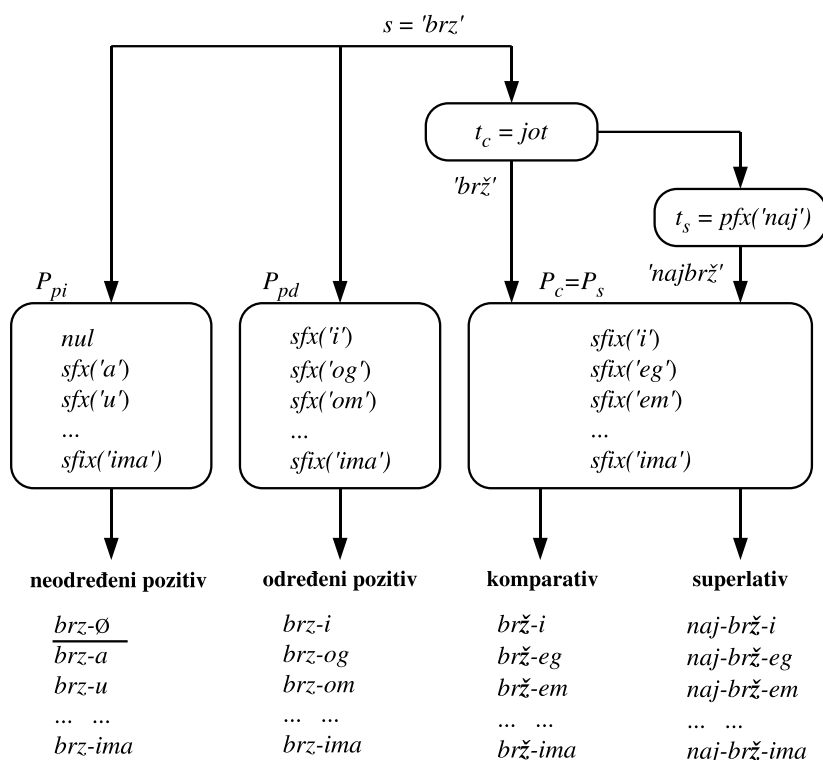 s = 'brz'
t_c = jot
'brž'
t_s = pfx('naj')
'najbrž'
P_pi
nul
sfx('a')
sfx('u')
...
sfix('ima')
P_pd
sfx('i')
sfx('og')
sfx('om')
...
sfix('ima')
P_c=P_s
sfix('i')
sfix('eg')
sfix('em')
...
sfix('ima')
neodređeni pozitiv
brz-Ø
brz-a
brz-u
... ...
brz-ima
određeni pozitiv
brz-i
brz-og
brz-om
... ...
brz-ima
komparativ
brž-i
brž-eg
brž-em
... ...
brž-ima
superlativ
naj-brž-i
naj-brž-eg
naj-brž-em
... ...
naj-brž-ima